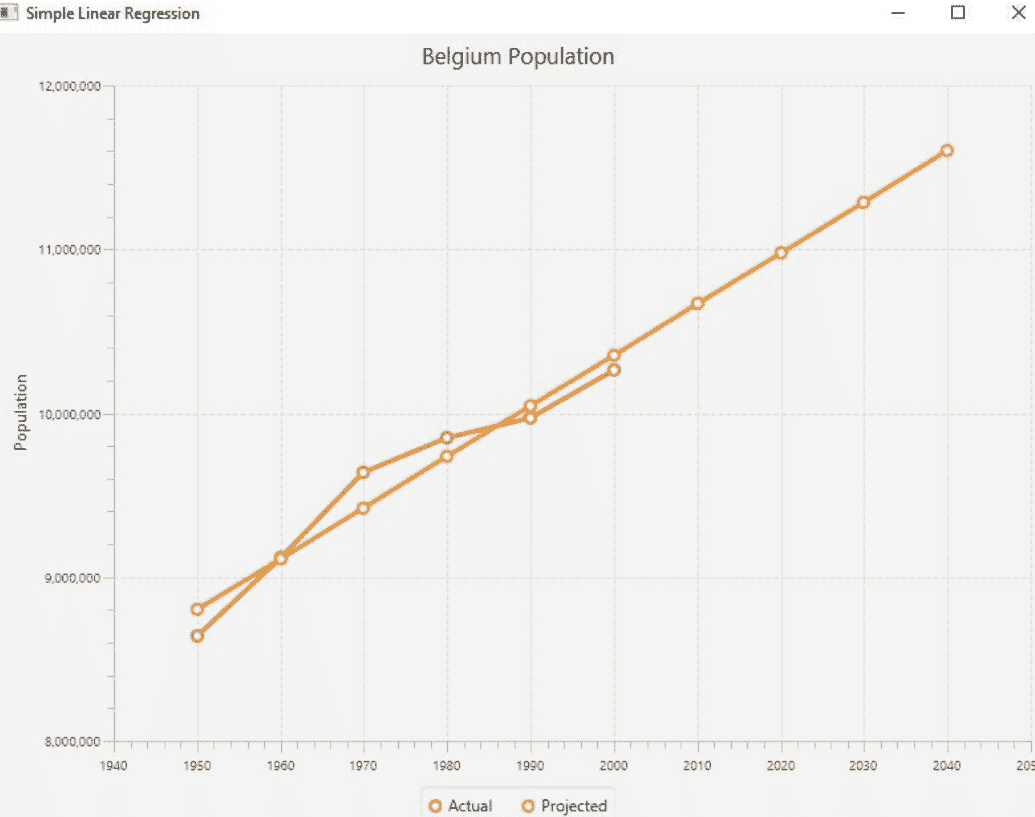 Simple Linear Regression
Belgium Population
12,000,000
11,000,000
Population
10,000,000
9,000,000
8,000,000
1940 1950 1960 1970 1980 1990 2000 2010 2020 2030 2040 205
Actual Projected